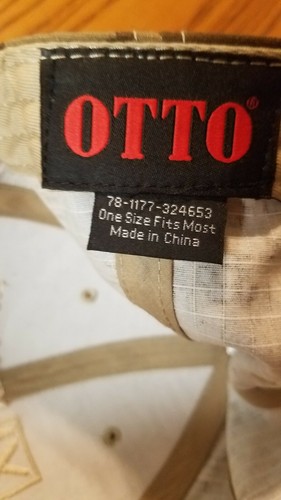 OTTO®
78-1177-324653
One Size Fits Most
Made in China